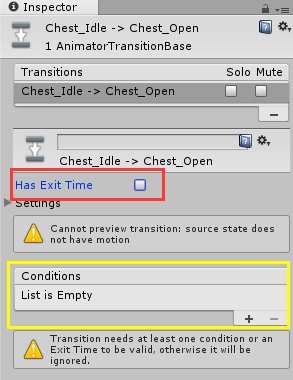 Inspector
Chest_Idle -> Chest_Open
1 AnimatorTransitionBase
Transitions Solo Mute
Chest_Idle -> Chest_Open
Chest_Idle -> Chest_Open
Has Exit Time
Settings
Cannot preview transition: source state
does not have motion
Conditions
List is Empty
Transition needs at least one condition or an
Exit Time to be valid, otherwise it will be
ignored.